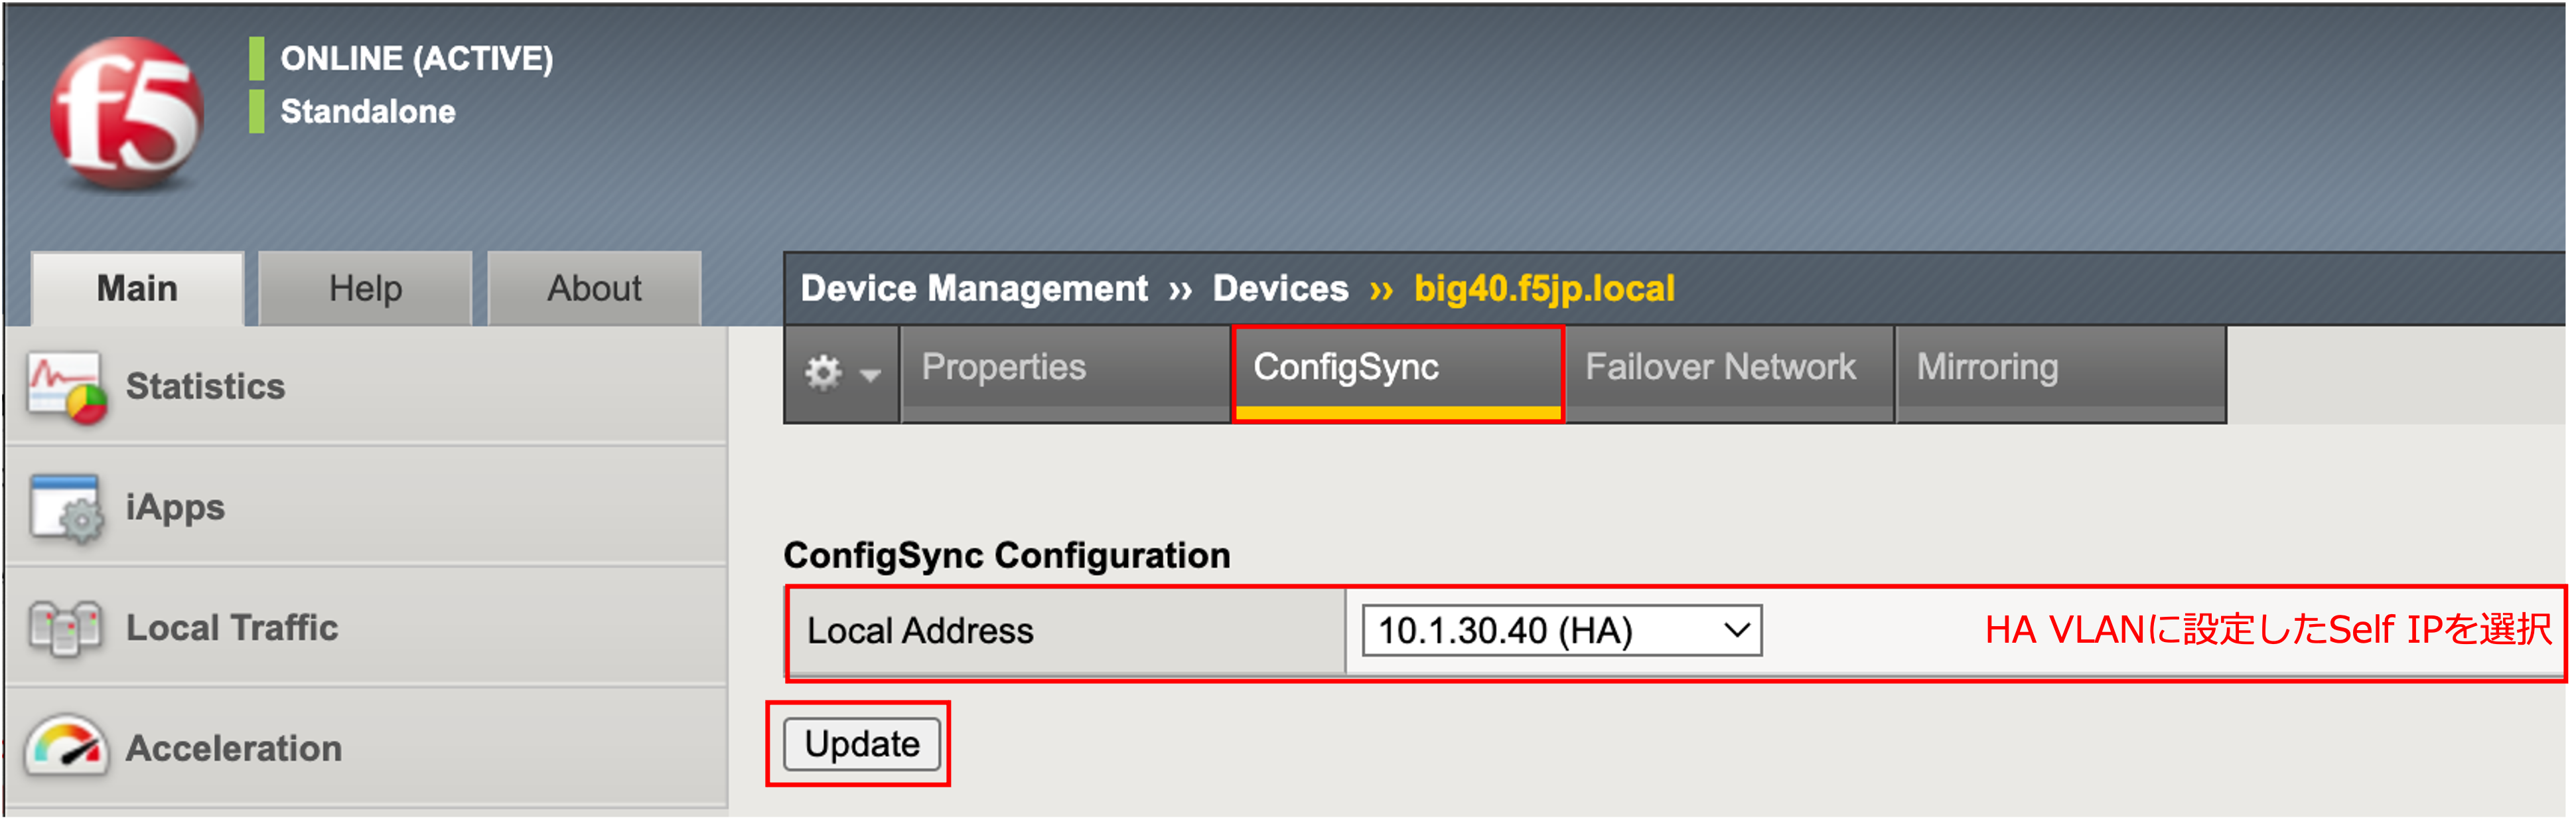 f5
ONLINE (ACTIVE)
Standalone
Main Help About
Device Management ›› Devices ›› big40.f5jp.local
Properties ConfigSync Failover Network Mirroring
Statistics
iApps
Local Traffic
Acceleration
ConfigSync Configuration
Local Address 10.1.30.40 (HA) HA VLANに設定したSelf IPを選択
Update